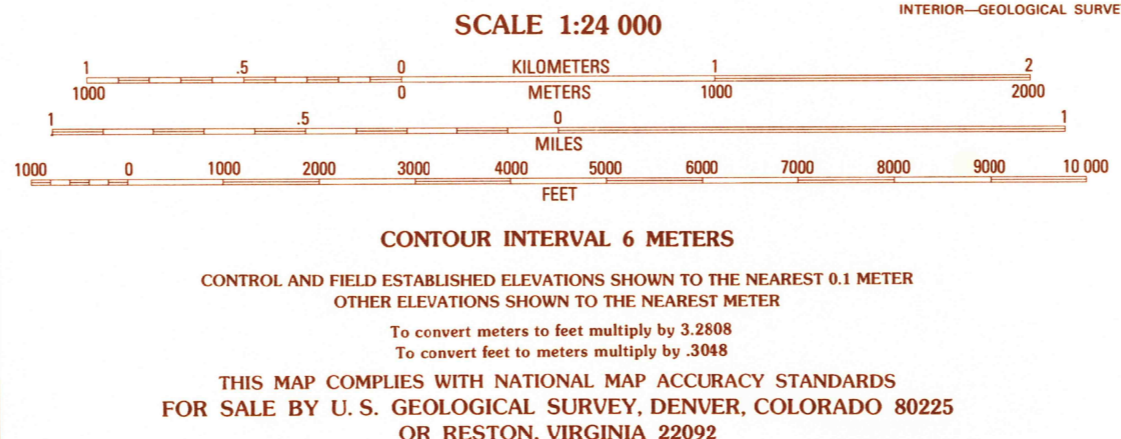 INTERIOR—GEOLOGICAL SURVE
SCALE 1:24 000
1 .5 0 KILOMETERS 1 2
1000 0 METERS 1000 2000
1 .5 0 1
MILES
1000 0 1000 2000 3000 4000 5000 6000 7000 8000 9000 10 000
FEET
CONTOUR INTERVAL 6 METERS
CONTROL AND FIELD ESTABLISHED ELEVATIONS SHOWN TO THE NEAREST 0.1 METER
OTHER ELEVATIONS SHOWN TO THE NEAREST METER
To convert meters to feet multiply by 3.2808
To convert feet to meters multiply by .3048
THIS MAP COMPLIES WITH NATIONAL MAP ACCURACY STANDARDS
FOR SALE BY U. S. GEOLOGICAL SURVEY, DENVER, COLORADO 80225
OR RESTON, VIRGINIA 22092